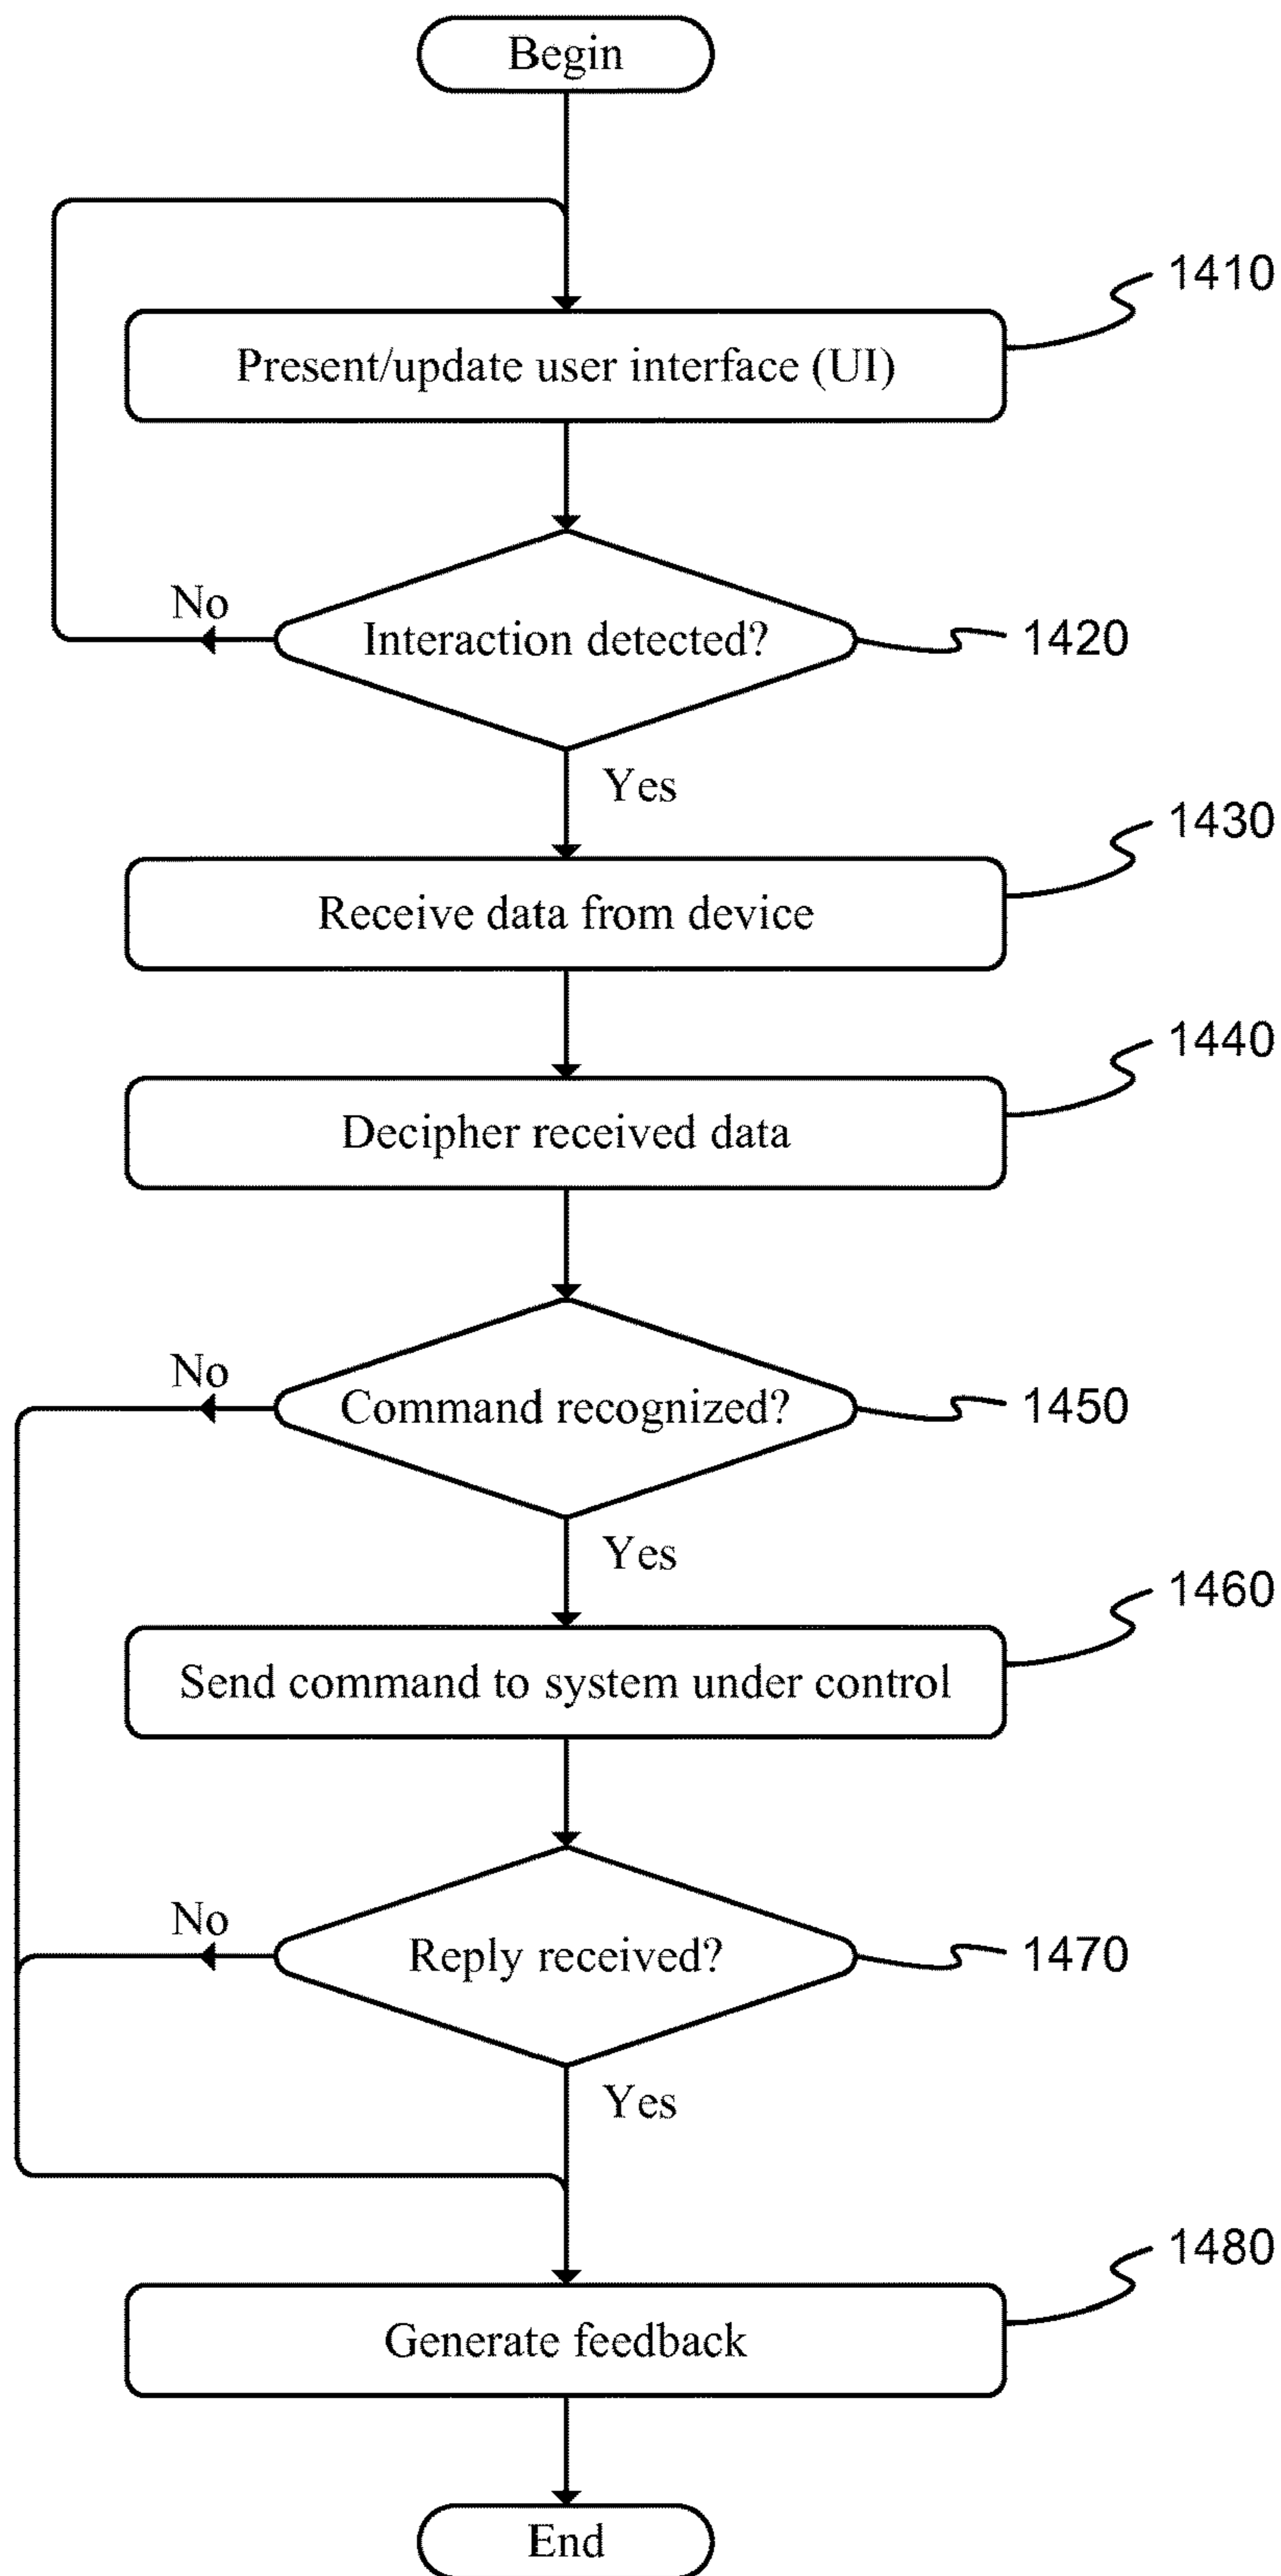 Begin
1410
Present/update user interface (UI)
No
Interaction detected?
1420
Yes
1430
Receive data from device
1440
Decipher received data
No
Command recognized?
1450
Yes
1460
Send command to system under control
No
Reply received?
1470
Yes
1480
Generate feedback
End